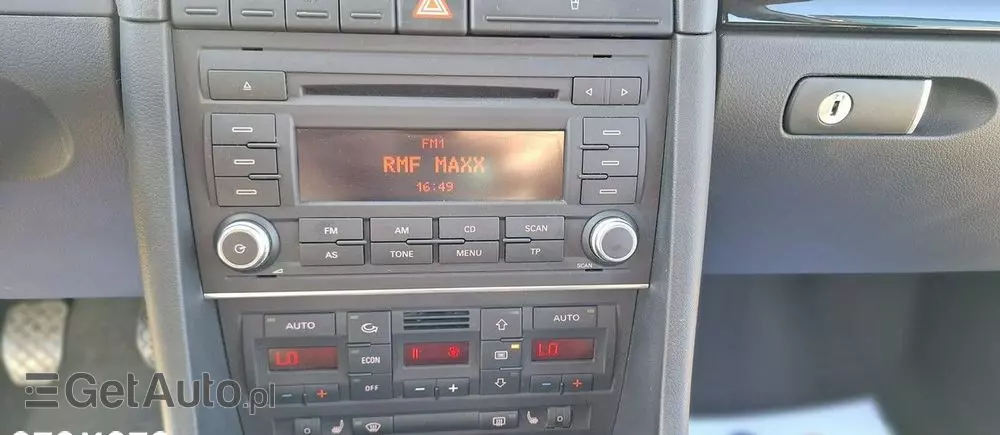 FM1
RMF MAXX
16:49
FM AM CD SCAN
AS TONE MENU TP
SCAN
AUTO AUTO
LO LO
ECON
OFF
GetAuto.pl